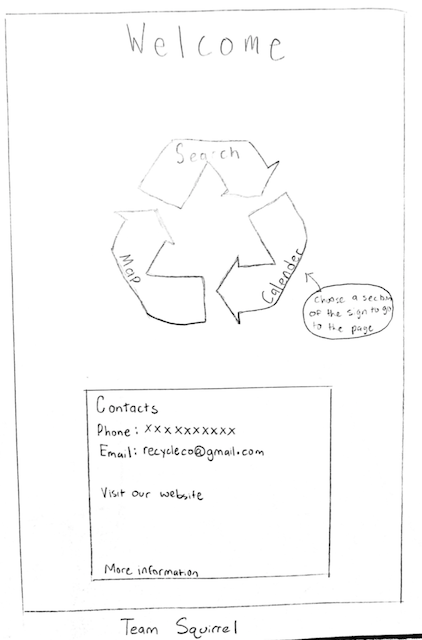 Welcome
Search
Map
Calender
Choose a section
of the sign to go
to the page
Contacts
Phone: xxxxxxxxxx
Email: recycleco@gmail.com
Visit our website
More information
Team Squirrel